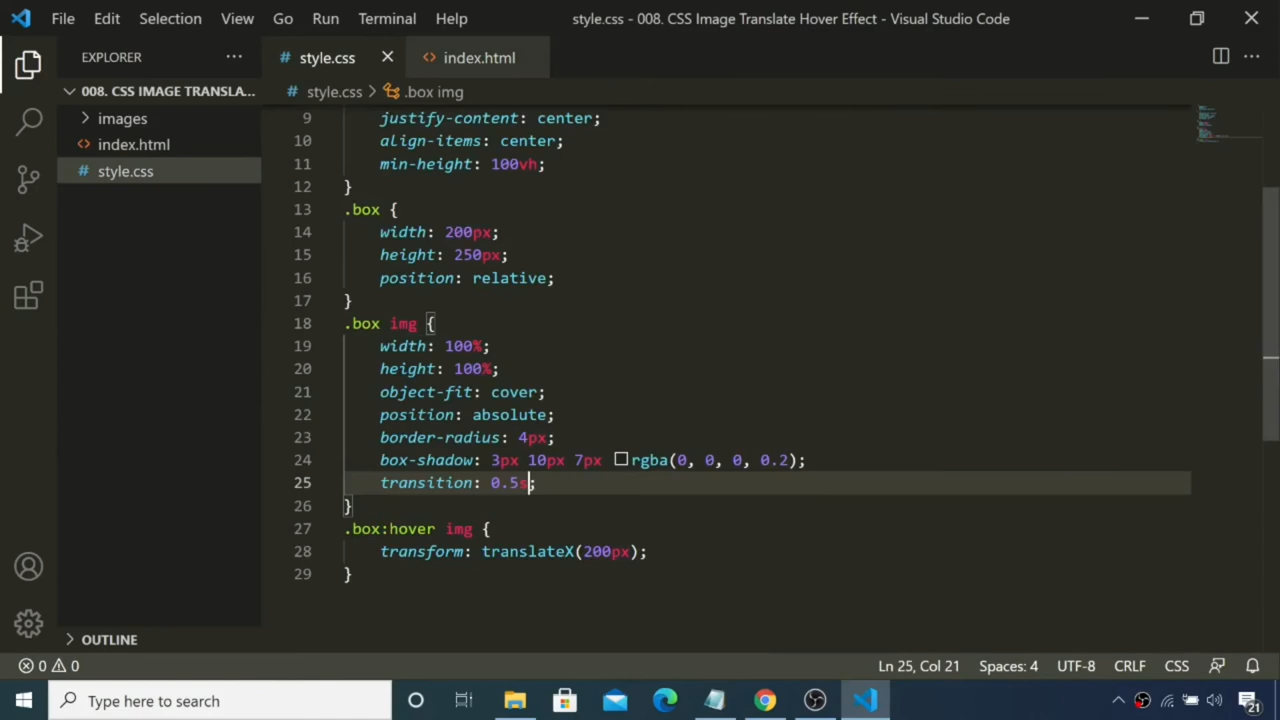 File Edit Selection View Go Run Terminal Help
style.css - 008. CSS Image Translate Hover Effect - Visual Studio Code
EXPLORER
# style.css
<> index.html
008. CSS IMAGE TRANSLA...
images
<> index.html
# style.css
# style.css > .box img
9 justify-content: center;
10 align-items: center;
11 min-height: 100vh;
12 }
13 .box {
14 width: 200px;
15 height: 250px;
16 position: relative;
17 }
18 .box img {
19 width: 100%;
20 height: 100%;
21 object-fit: cover;
22 position: absolute;
23 border-radius: 4px;
24 box-shadow: 3px 10px 7px rgba(0, 0, 0, 0.2);
25 transition: 0.5s;
26 }
27 .box:hover img {
28 transform: translateX(200px);
29 }
OUTLINE
0 0
Ln 25, Col 21 Spaces: 4 UTF-8 CRLF CSS
Type here to search
21